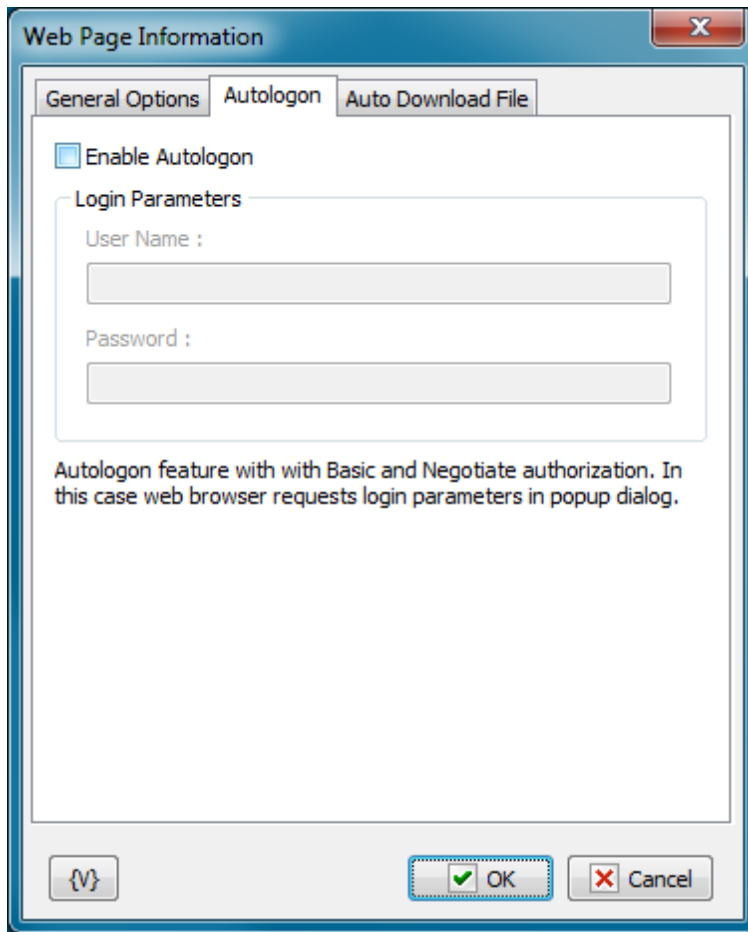 Web Page Information
General Options Autologon Auto Download File
Enable Autologon
Login Parameters
User Name :
Password :
Autologon feature with with Basic and Negotiate authorization. In
this case web browser requests login parameters in popup dialog.
{V} OK Cancel